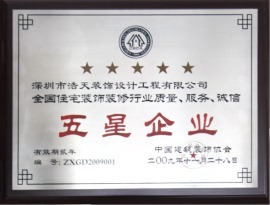 深圳市浩天装饰设计工程有限公司
全国住宅装饰装修行业质量、服务、诚信
五星企业
有效期贰年
编号:ZXGD2009001
中国建筑装饰协会
二00九年十一月二十八日